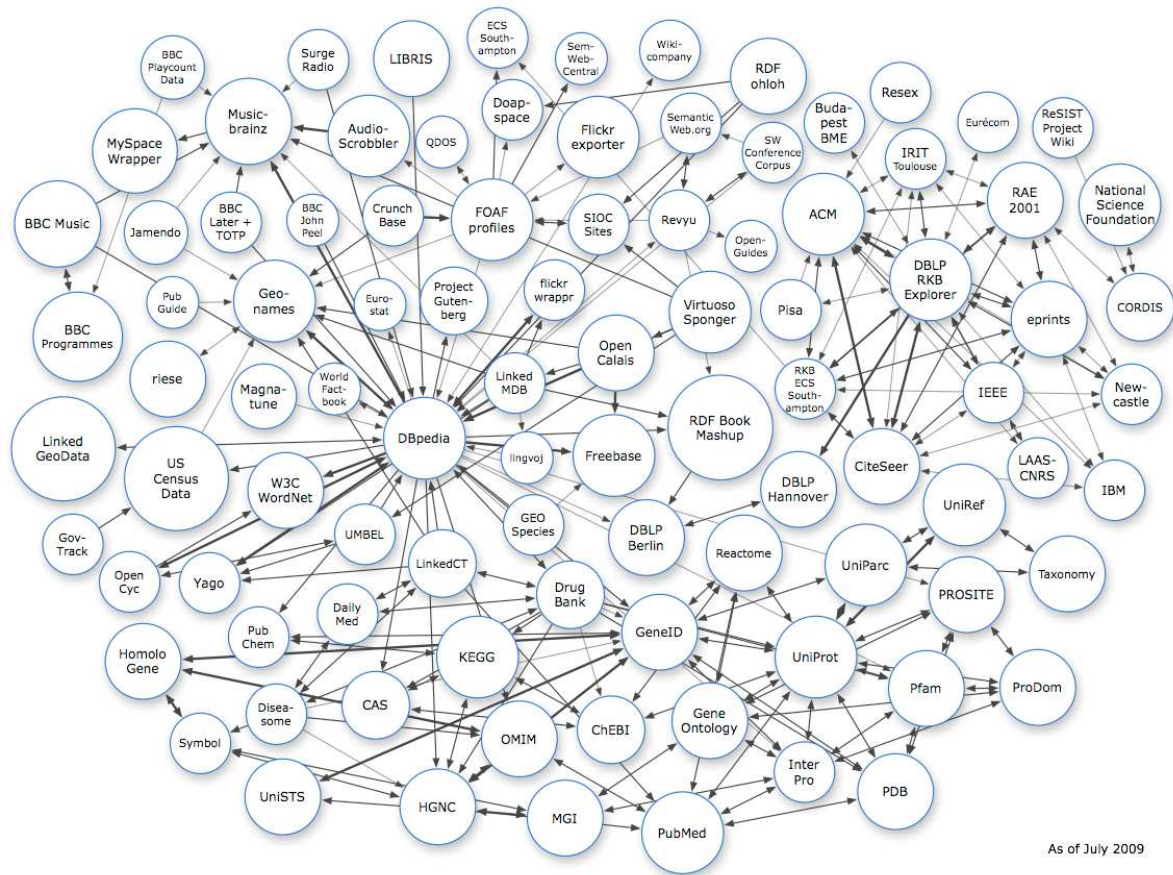 BBC
Playcount
Data
Surge
Radio
LIBRIS
ECS
South-
ampton
Sem-
Web-
Central
Wiki-
company
RDF
ohloh
Music-
brainz
MySpace
Wrapper
Audio-
Scrobbler
QDOS
Doap-
space
Flickr
exporter
Semantic
Web.org
SW
Conference
Corpus
Buda-
pest
BME
Resex
Eurécom
ReSIST
Project
Wiki
IRIT
Toulouse
RAE
2001
National
Science
Foundation
BBC Music
Jamendo
BBC
Later +
TOTP
BBC
John
Peel
Crunch
Base
FOAF
profiles
SIOC
Sites
Revyu
Open-
Guides
ACM
DBLP
RKB
Explorer
Pub
Guide
Geo-
names
Euro-
stat
Project
Guten-
berg
flickr
wrappr
Virtuoso
Sponger
Pisa
eprints
CORDIS
BBC
Programmes
riese
Magna-
tune
World
Fact-
book
Linked
MDB
Open
Calais
RKB
ECS
South-
ampton
IEEE
New-
castle
Linked
GeoData
US
Census
Data
DBpedia
lingvoj
Freebase
RDF Book
Mashup
CiteSeer
LAAS-
CNRS
IBM
W3C
WordNet
DBLP
Hannover
UniRef
Gov-
Track
Open
Cyc
Yago
UMBEL
LinkedCT
GEO
Species
DBLP
Berlin
Reactome
UniParc
Taxonomy
PROSITE
Daily
Med
Drug
Bank
Pub
Chem
Homolo
Gene
KEGG
GeneID
UniProt
Pfam
ProDom
Disea-
some
CAS
ChEBI
Gene
Ontology
Symbol
OMIM
Inter
Pro
UniSTS
HGNC
MGI
PubMed
PDB
As of July 2009